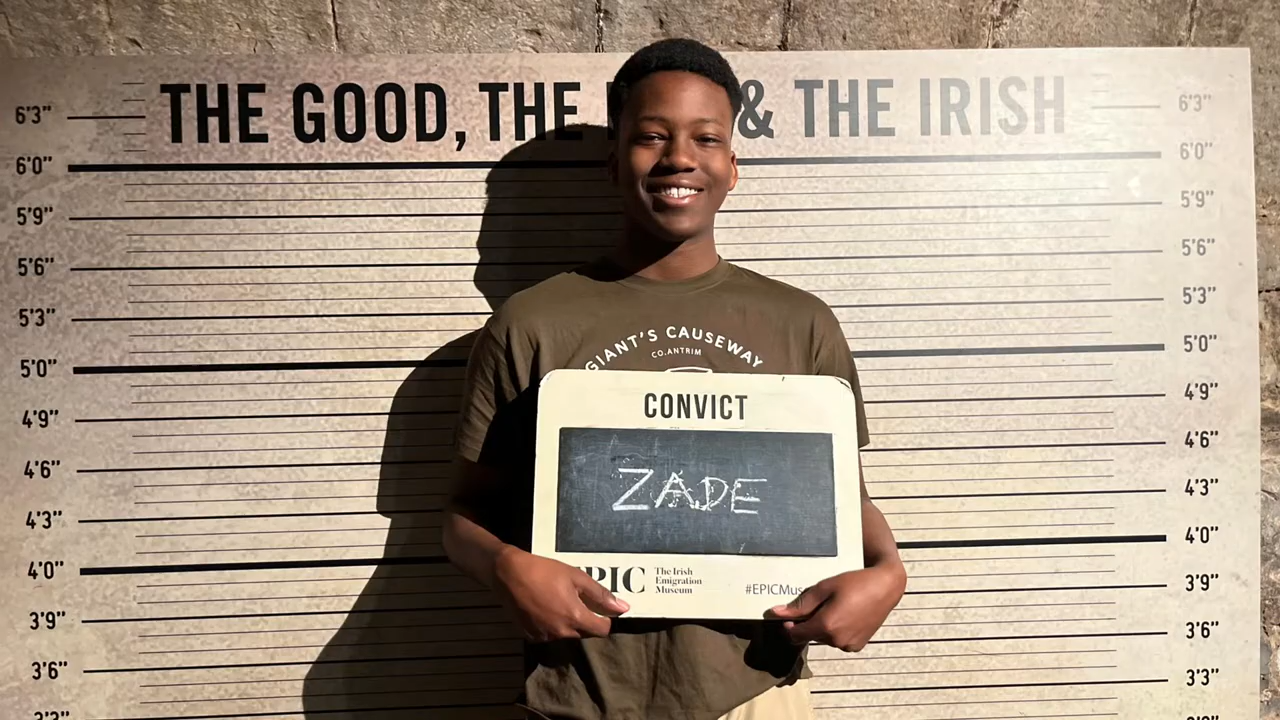 THE GOOD, THE & THE IRISH
6'3" 6'3"
6'0" 6'0"
5'9" 5'9"
5'6" 5'6"
5'3" 5'3"
5'0" 5'0"
4'9" 4'9"
4'6" 4'6"
4'3" 4'3"
4'0" 4'0"
3'9" 3'9"
3'6" 3'6"
3'3" 3'3"
GIANT'S CAUSEWAY
CO.ANTRIM
CONVICT
ZADE
EPIC
The Irish
Emigration
Museum